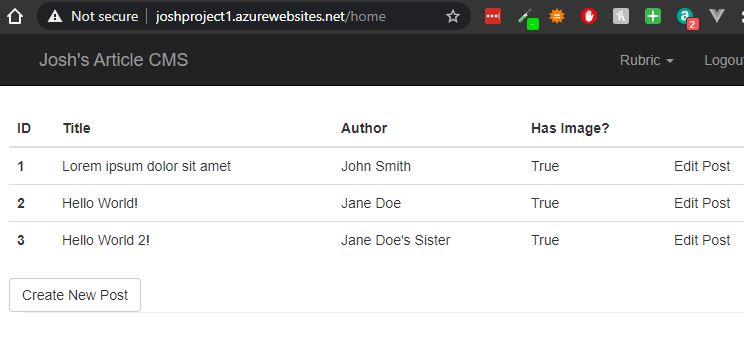 Not secure joshproject1.azurewebsites.net/home
2
Josh's Article CMS Rubric Logout
ID Title Author Has Image?
1 Lorem ipsum dolor sit amet John Smith True Edit Post
2 Hello World! Jane Doe True Edit Post
3 Hello World 2! Jane Doe's Sister True Edit Post
Create New Post